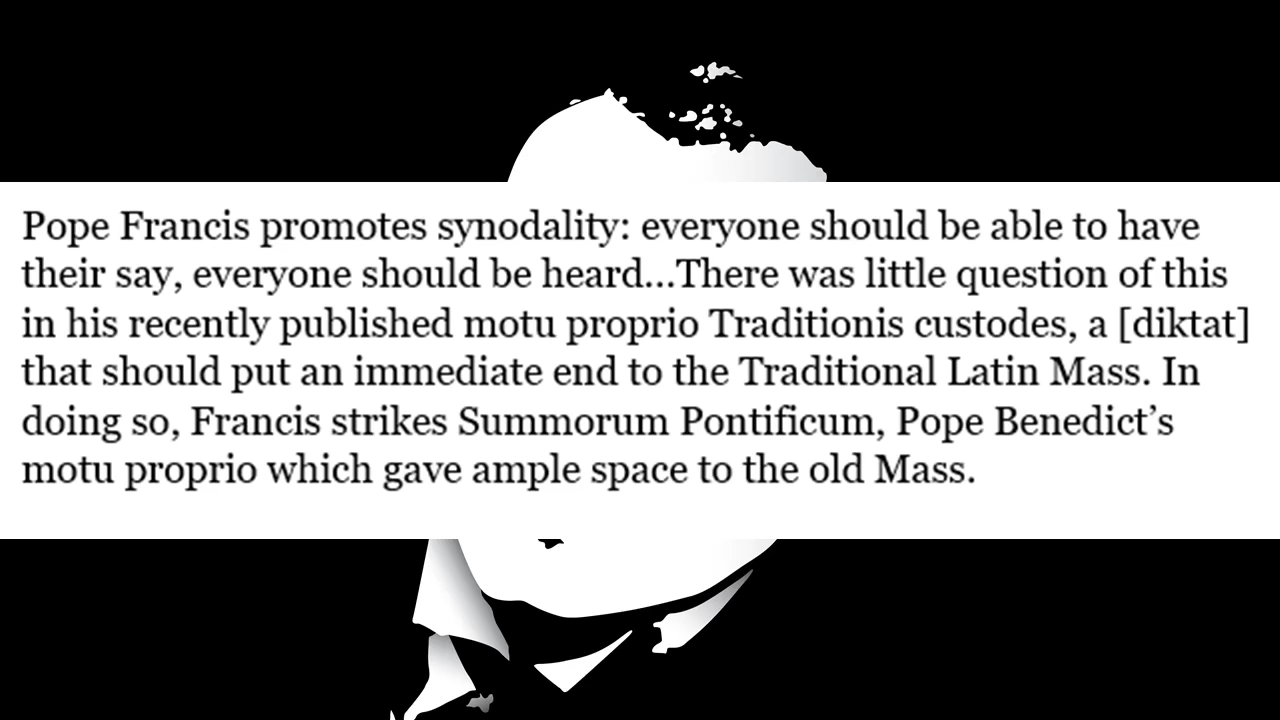 Pope Francis promotes synodality: everyone should be able to have
their say, everyone should be heard...There was little question of this
in his recently published motu proprio Traditionis custodes, a [diktat]
that should put an immediate end to the Traditional Latin Mass. In
doing so, Francis strikes Summorum Pontificum, Pope Benedict’s
motu proprio which gave ample space to the old Mass.